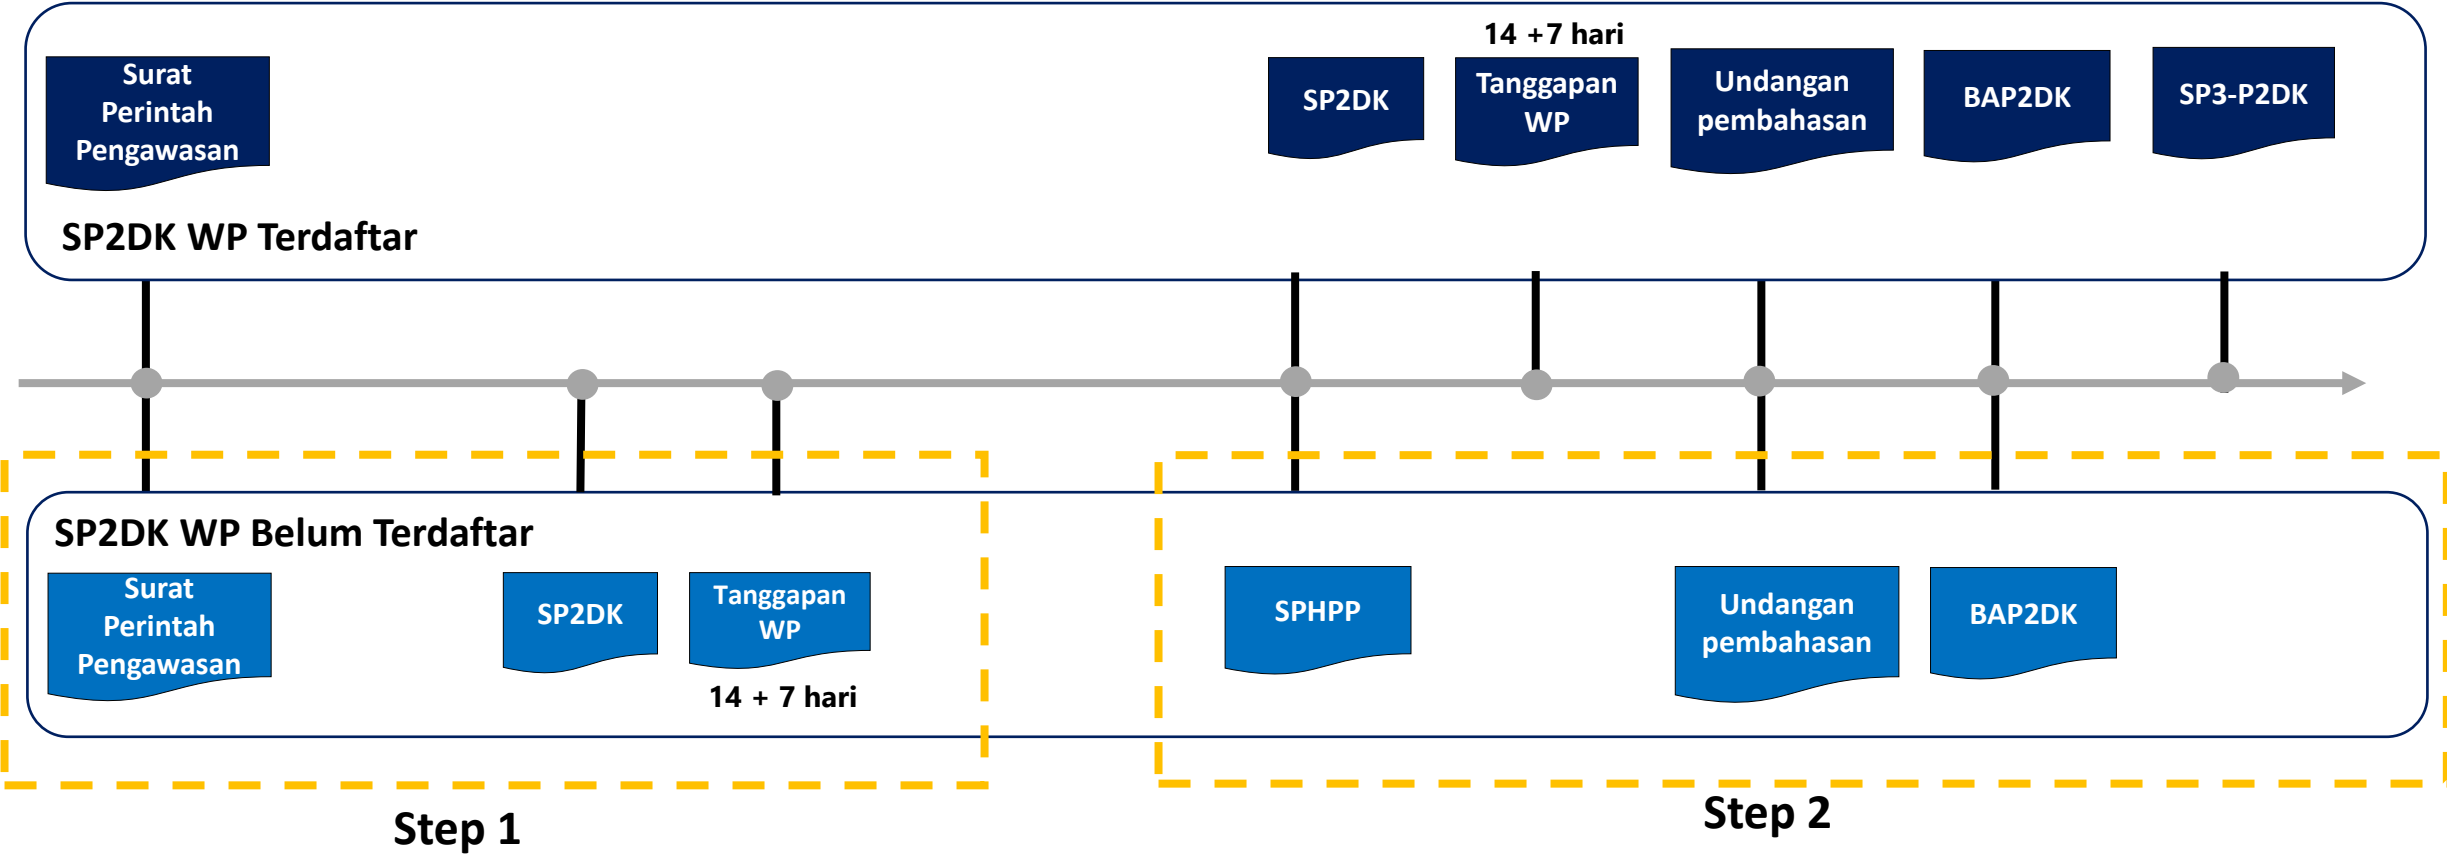 14 +7 hari
Surat
Perintah
Pengawasan
SP2DK
Tanggapan
WP
Undangan
pembahasan
BAP2DK
SP3-P2DK
SP2DK WP Terdaftar
SP2DK WP Belum Terdaftar
Surat
Perintah
Pengawasan
SP2DK
Tanggapan
WP
14 + 7 hari
SPHPP
Undangan
pembahasan
BAP2DK
Step 1
Step 2